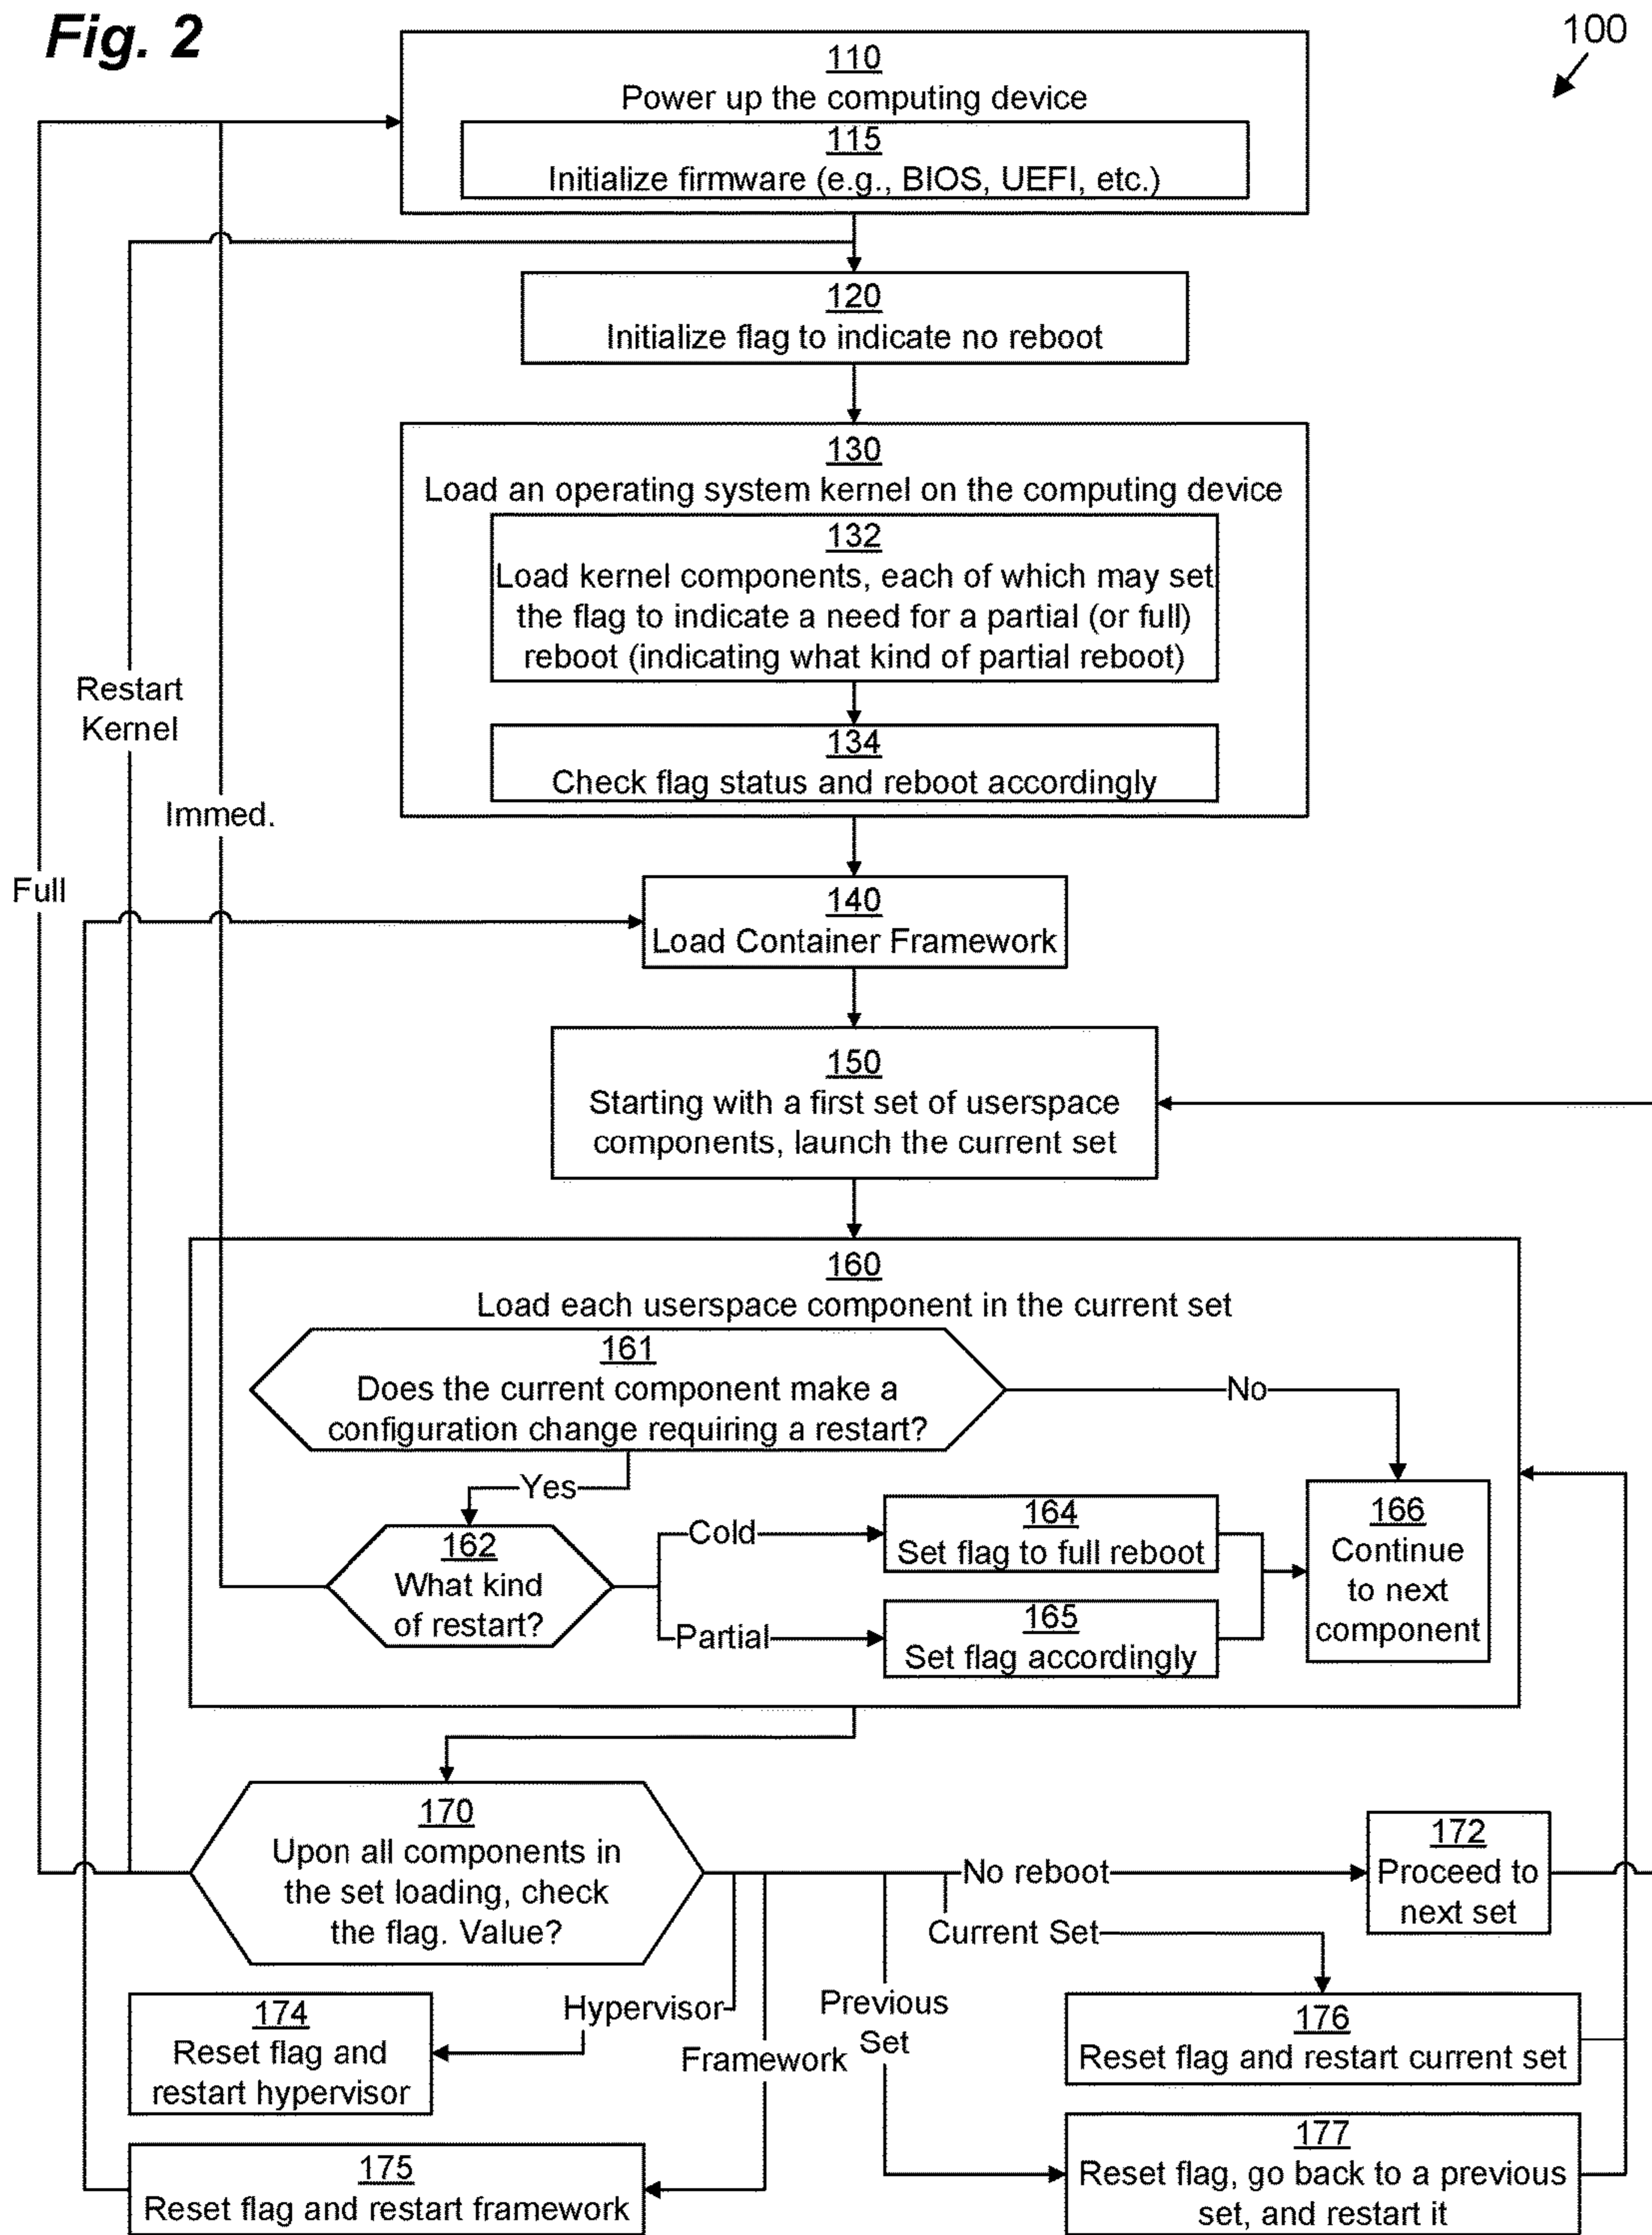 Fig. 2
100
110
Power up the computing device
115
Initialize firmware (e.g., BIOS, UEFI, etc.)
120
Initialize flag to indicate no reboot
130
Load an operating system kernel on the computing device
132
Load kernel components, each of which may set
the flag to indicate a need for a partial (or full)
reboot (indicating what kind of partial reboot)
134
Check flag status and reboot accordingly
Restart
Kernel
Immed.
Full
140
Load Container Framework
150
Starting with a first set of userspace
components, launch the current set
160
Load each userspace component in the current set
161
Does the current component make a
configuration change requiring a restart?
No
Yes
162
What kind
of restart?
Cold
164
Set flag to full reboot
Partial
165
Set flag accordingly
166
Continue
to next
component
170
Upon all components in
the set loading, check
the flag. Value?
No reboot
172
Proceed to
next set
Current Set
Hypervisor
174
Reset flag and
restart hypervisor
Previous
Set
Framework
176
Reset flag and restart current set
175
Reset flag and restart framework
177
Reset flag, go back to a previous
set, and restart it